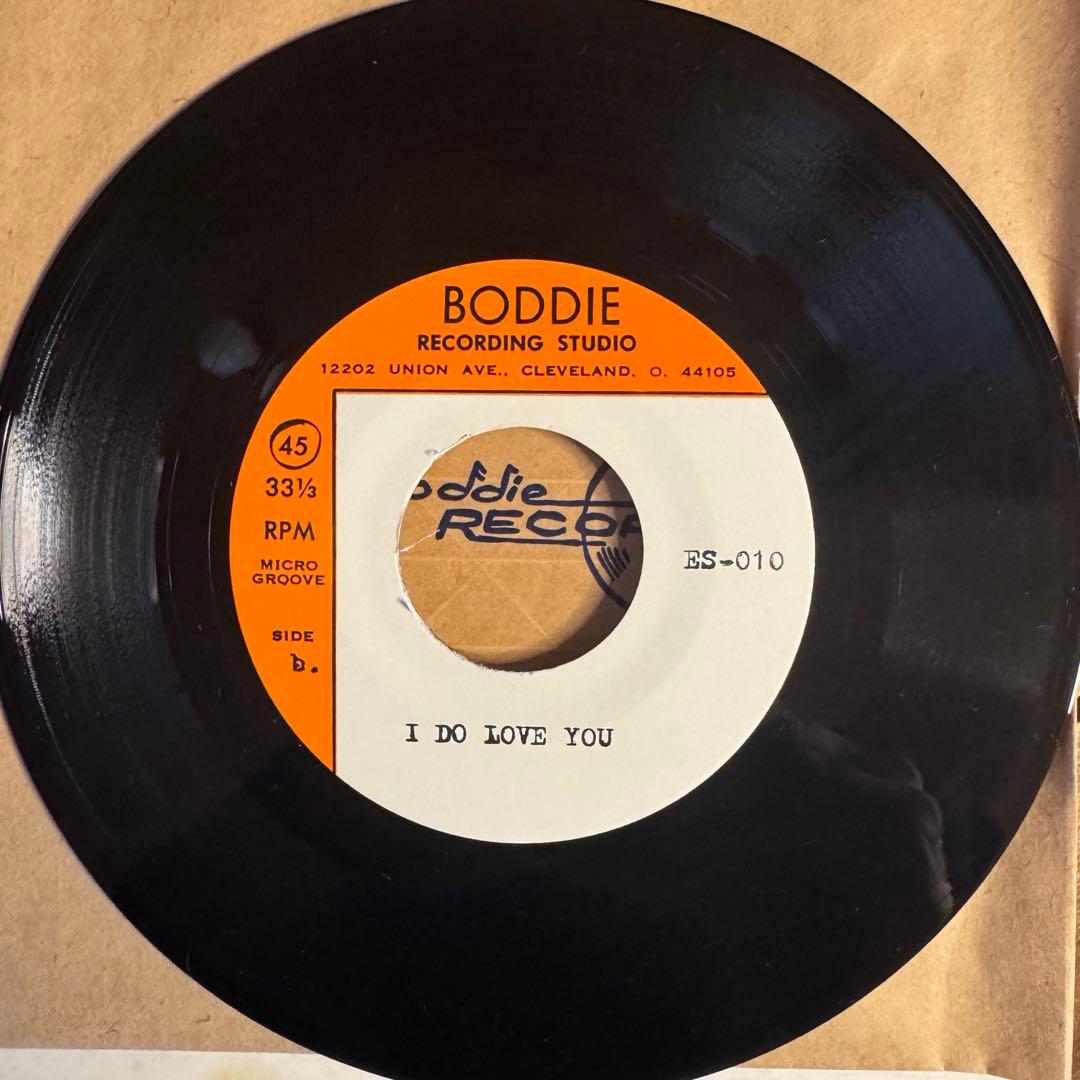 BODDIE
RECORDING STUDIO
12202 UNION AVE., CLEVELAND, O. 44105
45
33⅓
RPM
MICRO
GROOVE
SIDE
b.
oddie
RECOR
ES-010
I DO LOVE YOU